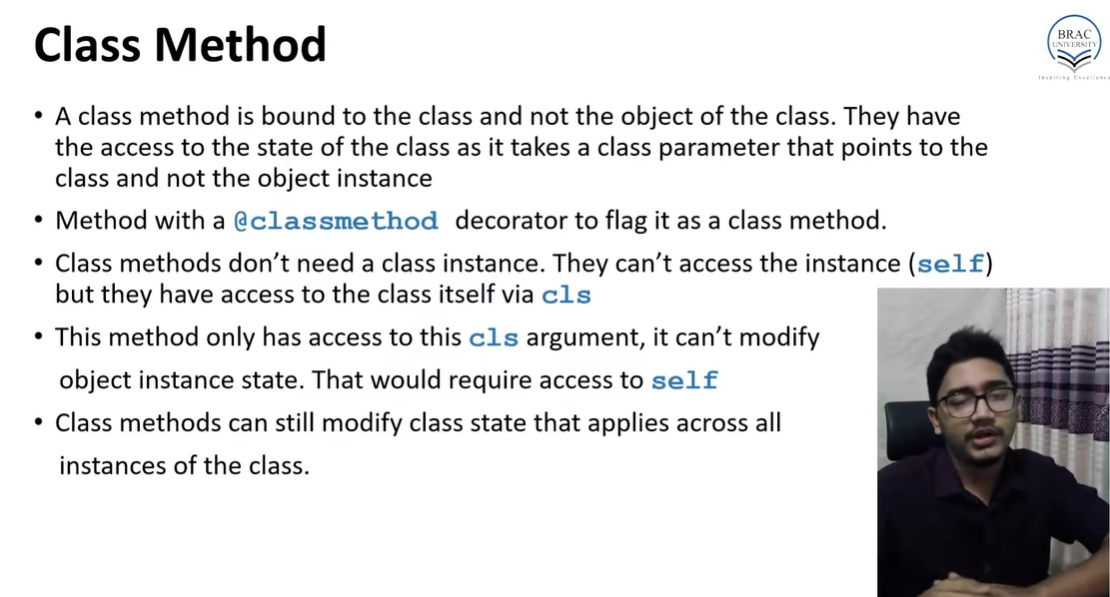 Class Method
BRAC
UNIVERSITY
Inspiring Excellence
• A class method is bound to the class and not the object of the class. They have
the access to the state of the class as it takes a class parameter that points to the
class and not the object instance
• Method with a @classmethod decorator to flag it as a class method.
• Class methods don’t need a class instance. They can’t access the instance (self)
but they have access to the class itself via cls
• This method only has access to this cls argument, it can’t modify
object instance state. That would require access to self
• Class methods can still modify class state that applies across all
instances of the class.